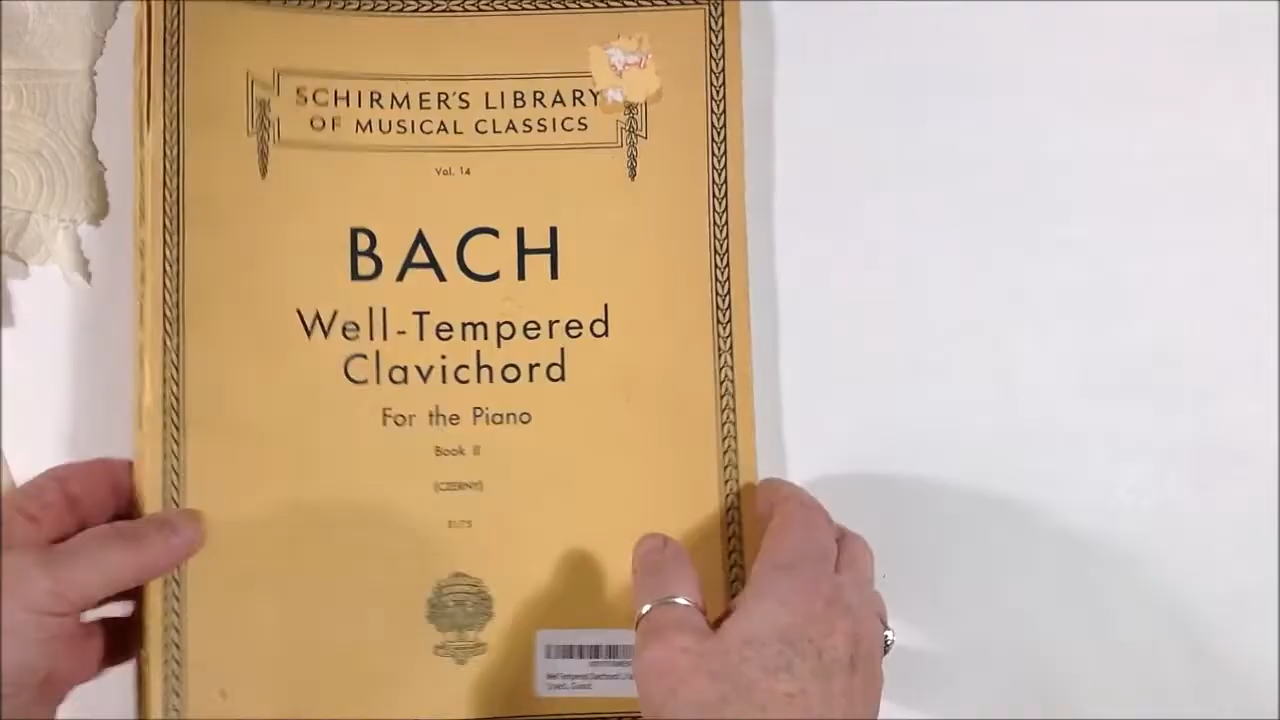 SCHIRMER'S LIBRARY
OF MUSICAL CLASSICS
Vol. 14
BACH
Well-Tempered
Clavichord
For the Piano
Book II
(CZERNY)